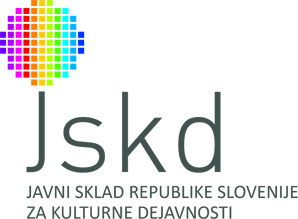 Jskd
JAVNI SKLAD REPUBLIKE SLOVENIJE
ZA KULTURNE DEJAVNOSTI